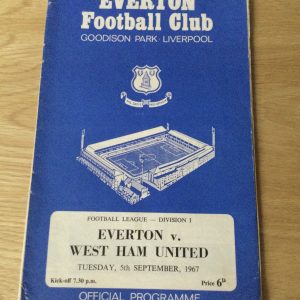 EVERTON
Football Club
GOODISON PARK · LIVERPOOL
FOOTBALL LEAGUE — DIVISION 1
EVERTON v.
WEST HAM UNITED
TUESDAY, 5th SEPTEMBER, 1967
Kick-off 7.30 p.m.
Price 6ᴰ
OFFICIAL PROGRAMME